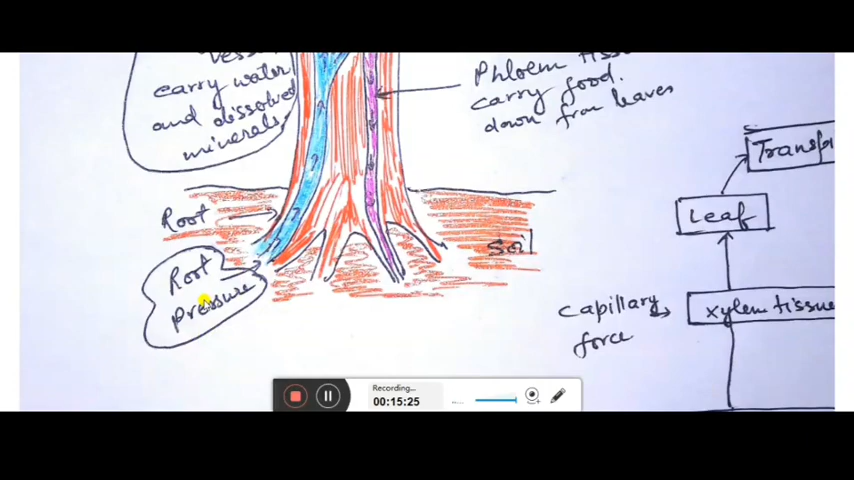 carry water
and dissolved
minerals.
Phloem
carry food.
down from leaves
Root
Root
pressure
soil
Leaf
capillary
force
xylem tissue
Recording...
00:15:25